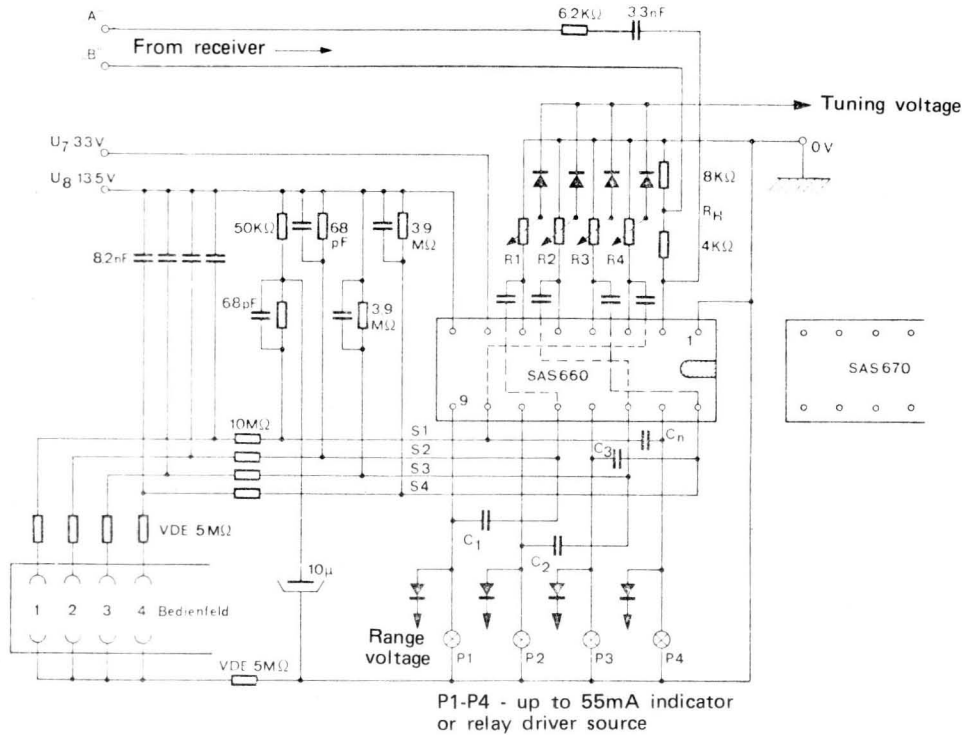 A
6.2KΩ
3.3nF
From receiver
B
Tuning voltage
U7 33V
0V
U8 13.5V
8KΩ
50KΩ
68 pF
3.9 MΩ
RH
8.2nF
R1
R2
R3
R4
4KΩ
68pF
3.9 MΩ
1
SAS660
SAS670
9
10MΩ
S1
Cn
S2
C3
S3
S4
VDE 5MΩ
C1
C2
10µ
1
2
3
4
Bedienfeld
Range voltage
P1
P2
P3
P4
VDE 5MΩ
P1-P4 - up to 55mA indicator
or relay driver source